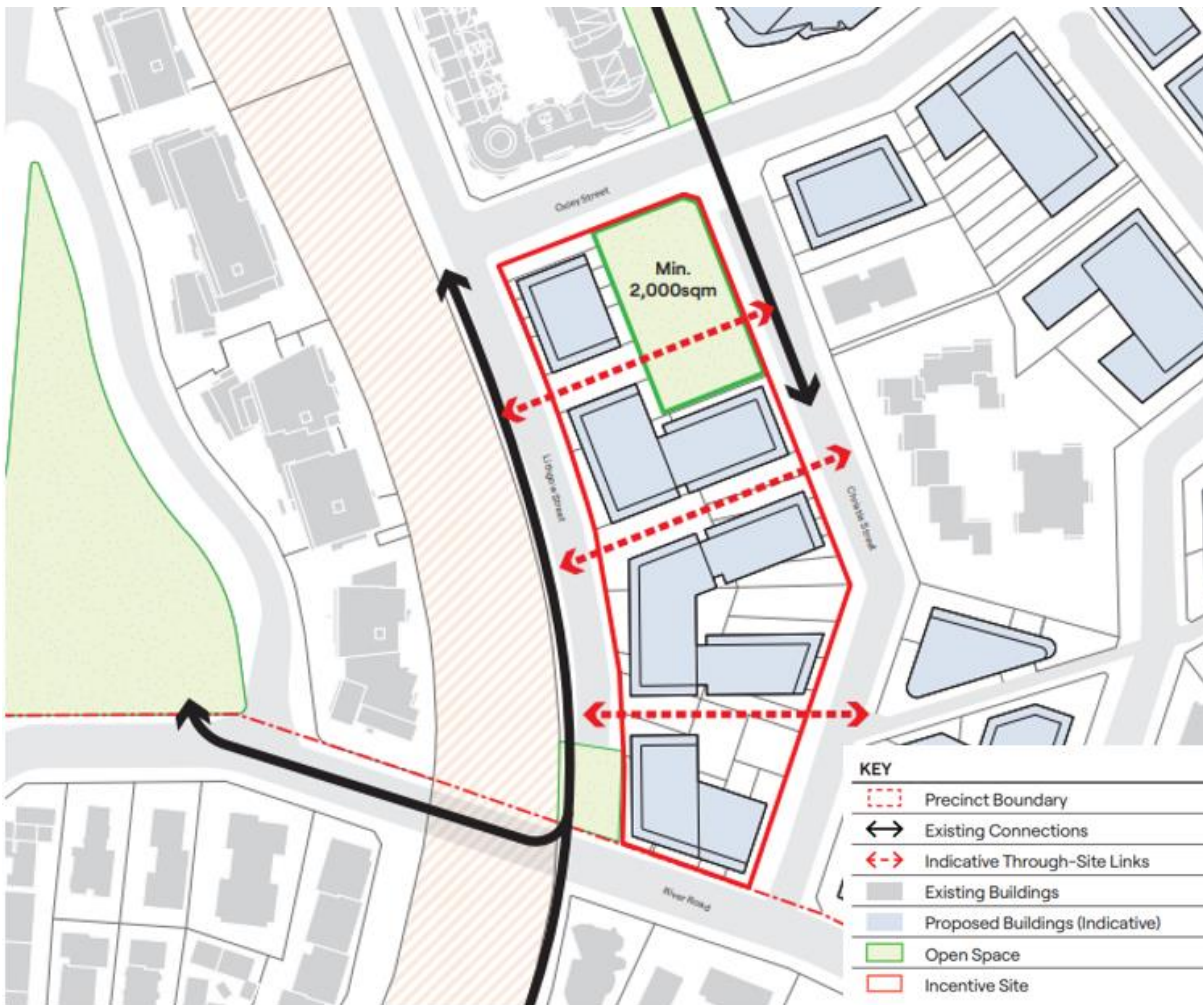 Oxley Street
Min.
2,000sqm
Lithgow Street
Christie Street
River Road
KEY
Precinct Boundary
Existing Connections
Indicative Through-Site Links
Existing Buildings
Proposed Buildings (Indicative)
Open Space
Incentive Site